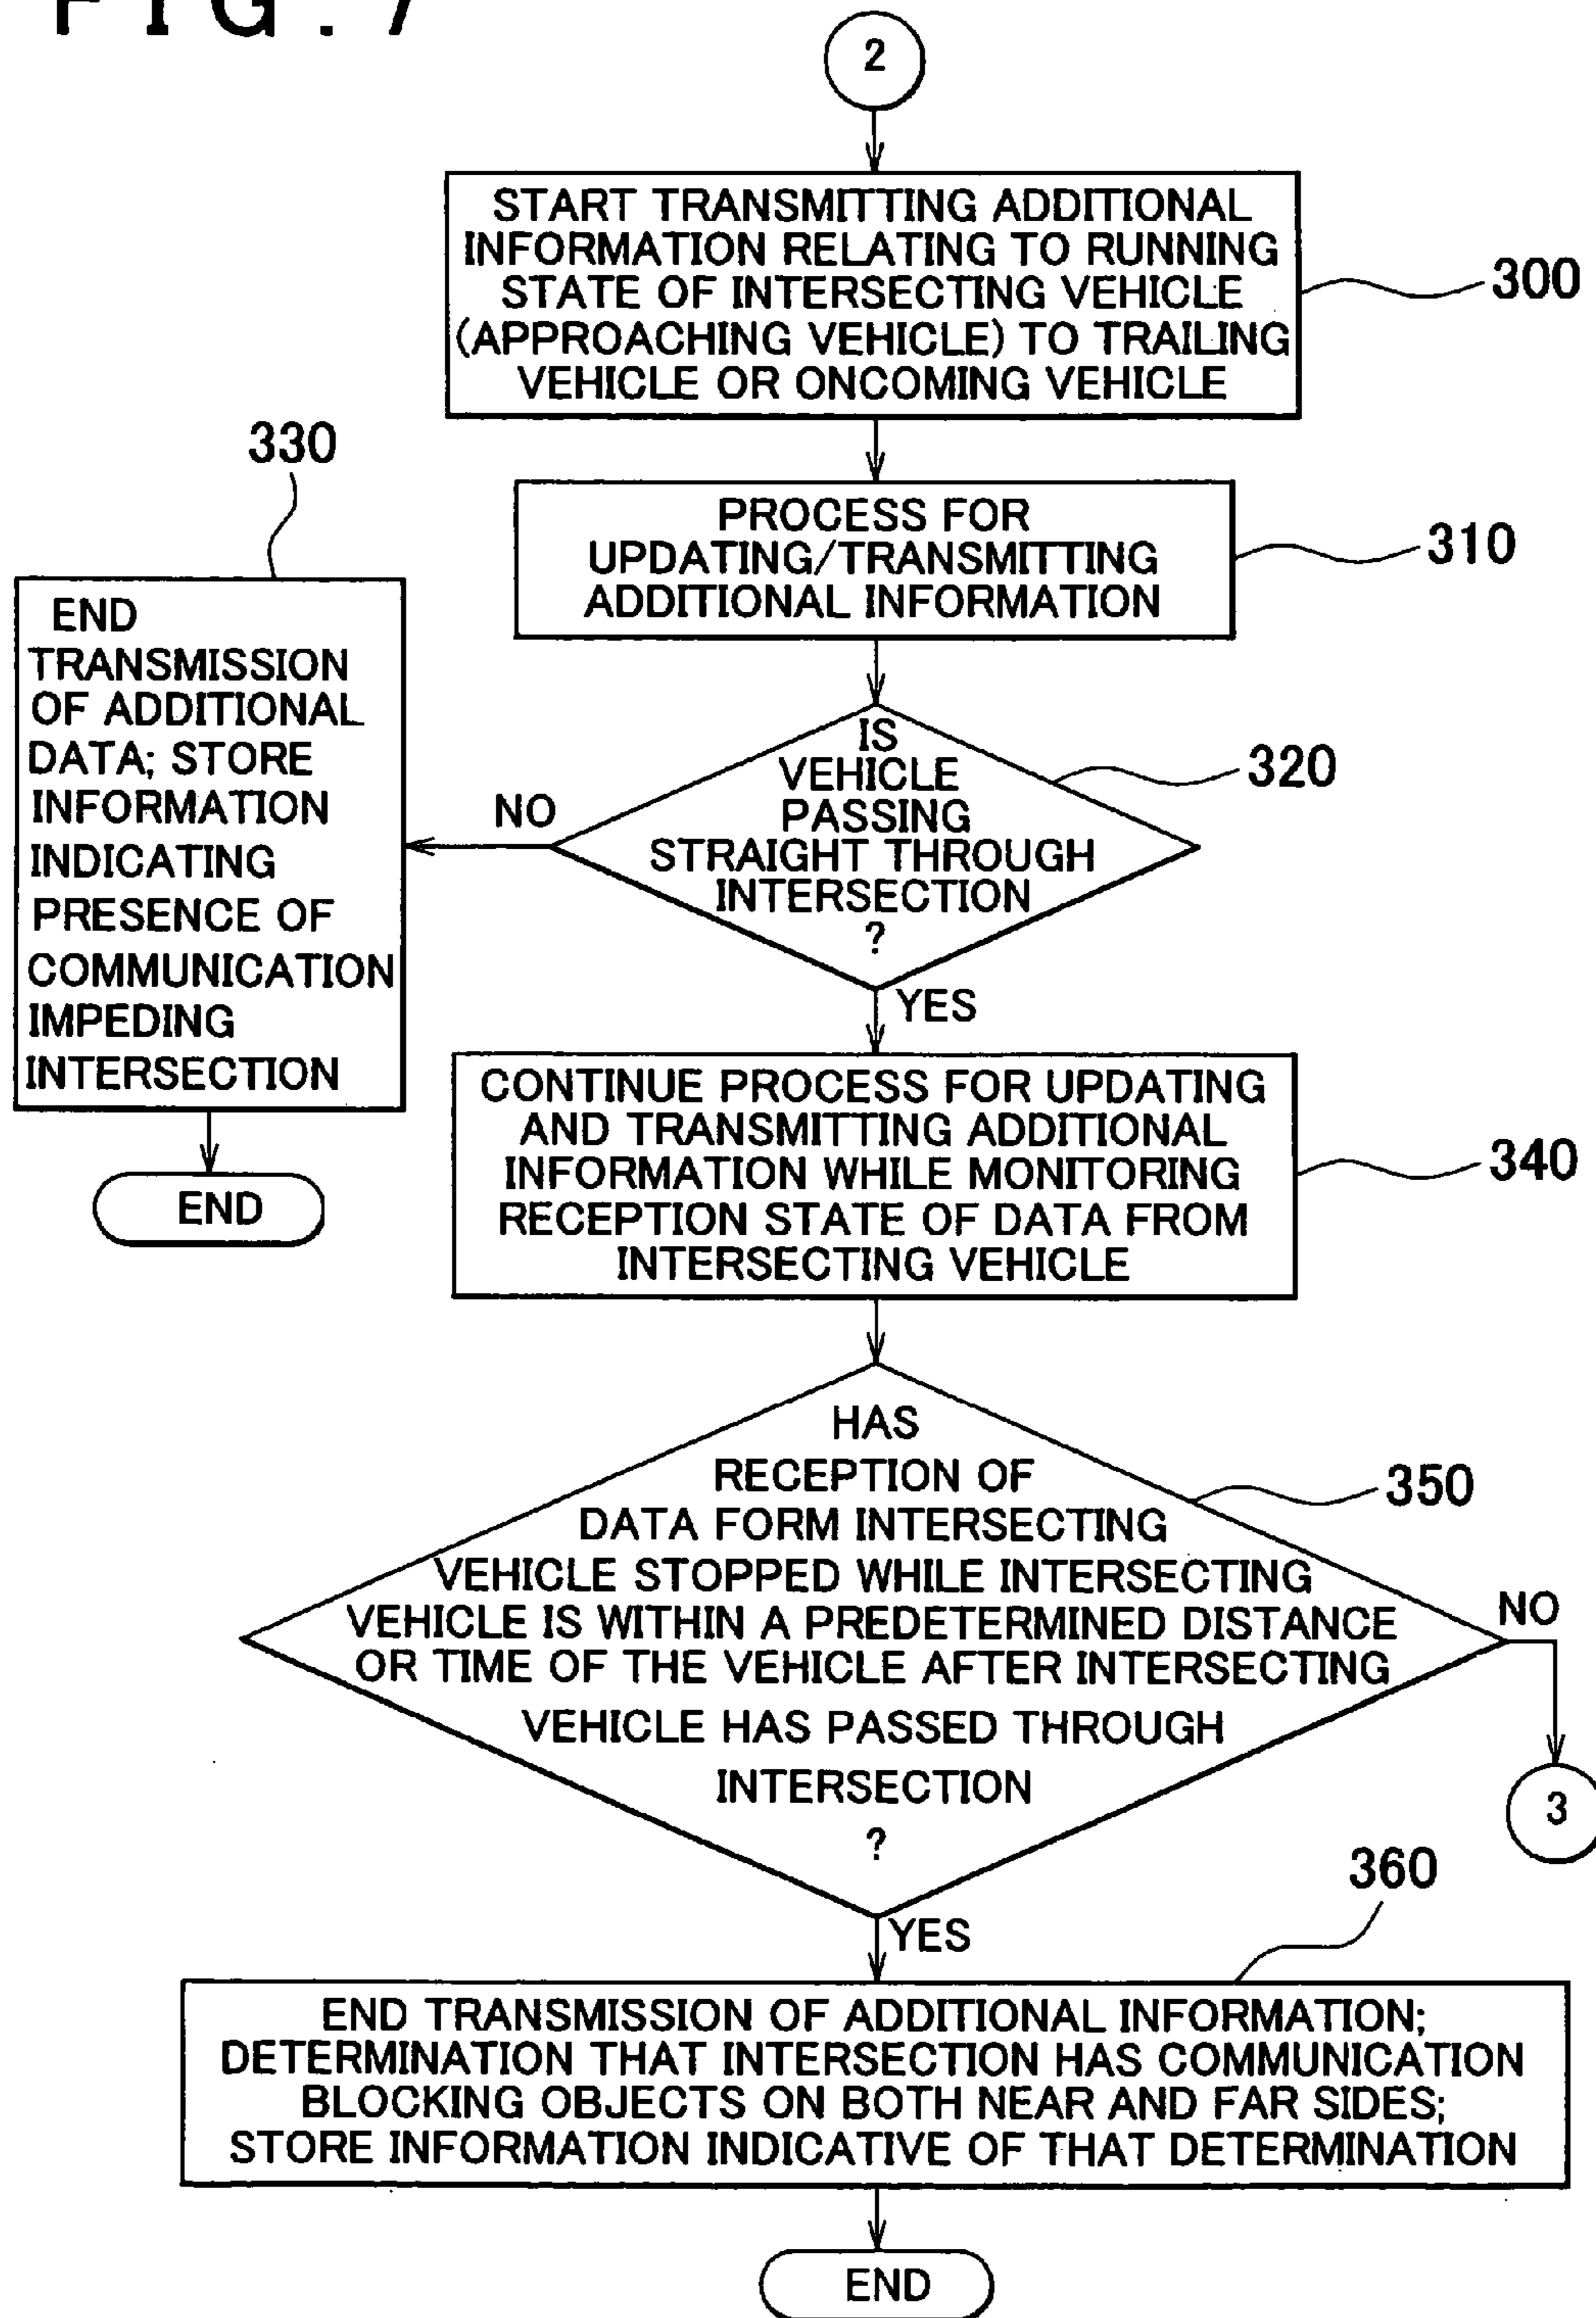 FIG. 7
2
START TRANSMITTING ADDITIONAL
INFORMATION RELATING TO RUNNING
STATE OF INTERSECTING VEHICLE
(APPROACHING VEHICLE) TO TRAILING
VEHICLE OR ONCOMING VEHICLE
300
PROCESS FOR
UPDATING/TRANSMITTING
ADDITIONAL INFORMATION
310
IS
VEHICLE
PASSING
STRAIGHT THROUGH
INTERSECTION
?
320
NO
330
END
TRANSMISSION
OF ADDITIONAL
DATA; STORE
INFORMATION
INDICATING
PRESENCE OF
COMMUNICATION
IMPEDING
INTERSECTION
END
YES
CONTINUE PROCESS FOR UPDATING
AND TRANSMITTING ADDITIONAL
INFORMATION WHILE MONITORING
RECEPTION STATE OF DATA FROM
INTERSECTING VEHICLE
340
HAS
RECEPTION OF
DATA FORM INTERSECTING
VEHICLE STOPPED WHILE INTERSECTING
VEHICLE IS WITHIN A PREDETERMINED DISTANCE
OR TIME OF THE VEHICLE AFTER INTERSECTING
VEHICLE HAS PASSED THROUGH
INTERSECTION
?
350
NO
3
YES
360
END TRANSMISSION OF ADDITIONAL INFORMATION;
DETERMINATION THAT INTERSECTION HAS COMMUNICATION
BLOCKING OBJECTS ON BOTH NEAR AND FAR SIDES;
STORE INFORMATION INDICATIVE OF THAT DETERMINATION
END